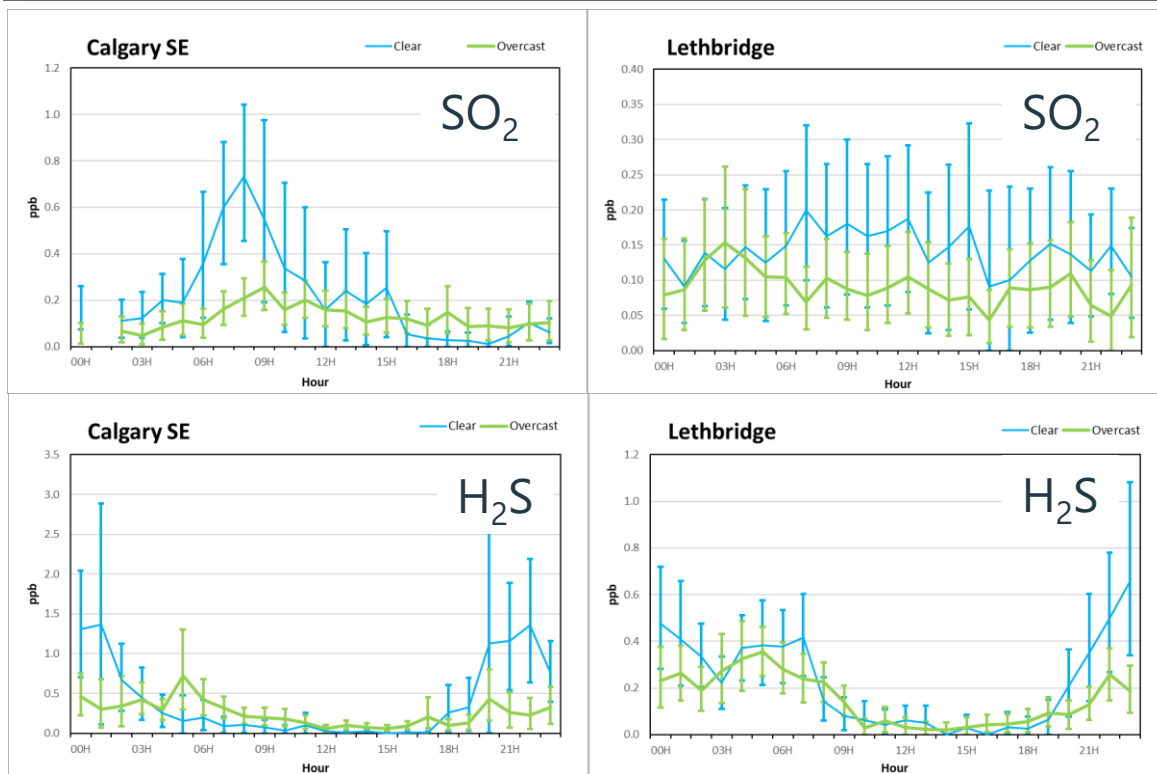 Calgary SE
Clear Overcast
SO2
1.2
1.0
0.8
0.6
0.4
0.2
0.0
ppb
00H 03H 06H 09H 12H 15H 18H 21H
Hour
Lethbridge
Clear Overcast
SO2
0.40
0.35
0.30
0.25
0.20
0.15
0.10
0.05
0.00
ppb
00H 03H 06H 09H 12H 15H 18H 21H
Hour
Calgary SE
Clear Overcast
H2S
3.5
3.0
2.5
2.0
1.5
1.0
0.5
0.0
ppb
00H 03H 06H 09H 12H 15H 18H 21H
Hour
Lethbridge
Clear Overcast
H2S
1.2
1.0
0.8
0.6
0.4
0.2
0.0
ppb
00H 03H 06H 09H 12H 15H 18H 21H
Hour